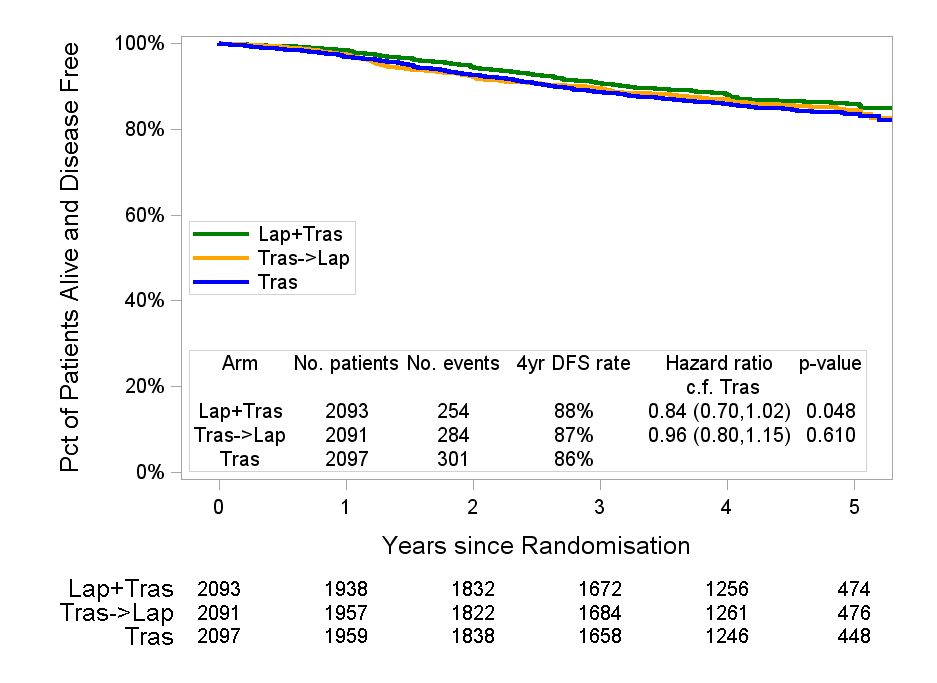 Pct of Patients Alive and Disease Free
100%
80%
60%
40%
20%
0%
Lap+Tras
Tras->Lap
Tras
Arm No. patients No. events 4yr DFS rate Hazard ratio p-value
c.f. Tras
Lap+Tras 2093 254 88% 0.84 (0.70,1.02) 0.048
Tras->Lap 2091 284 87% 0.96 (0.80,1.15) 0.610
Tras 2097 301 86%
0 1 2 3 4 5
Years since Randomisation
Lap+Tras 2093 1938 1832 1672 1256 474
Tras->Lap 2091 1957 1822 1684 1261 476
Tras 2097 1959 1838 1658 1246 448